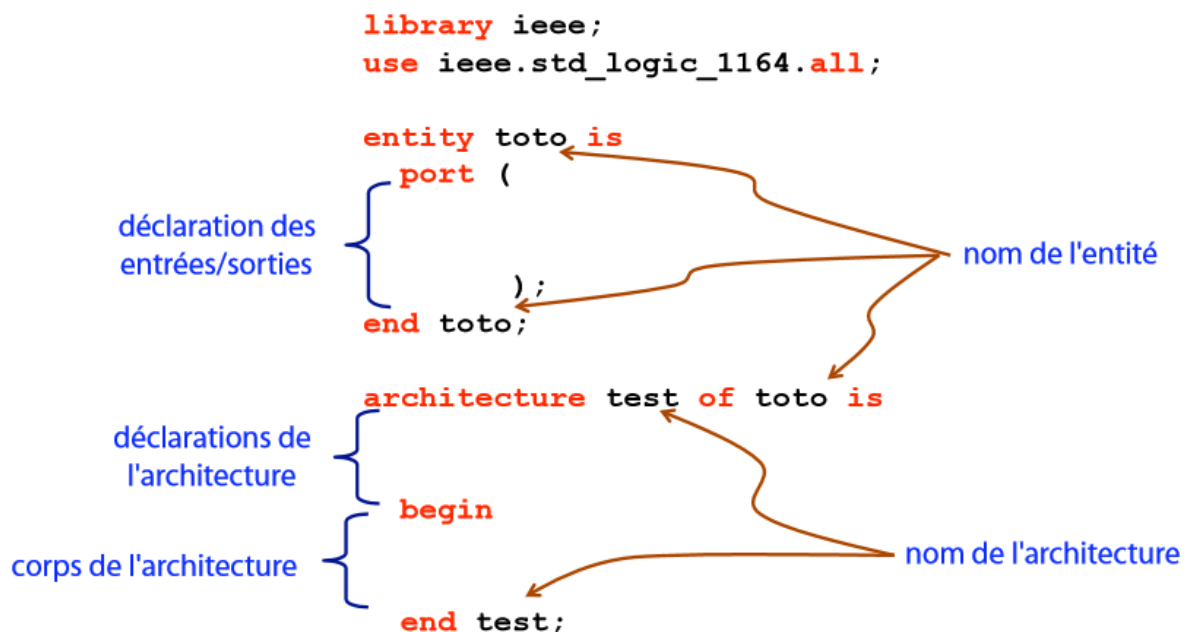 library ieee;
use ieee.std_logic_1164.all;
entity toto is
port (
déclaration des
entrées/sorties
nom de l'entité
);
end toto;
architecture test of toto is
déclarations de
l'architecture
begin
corps de l'architecture
nom de l'architecture
end test;